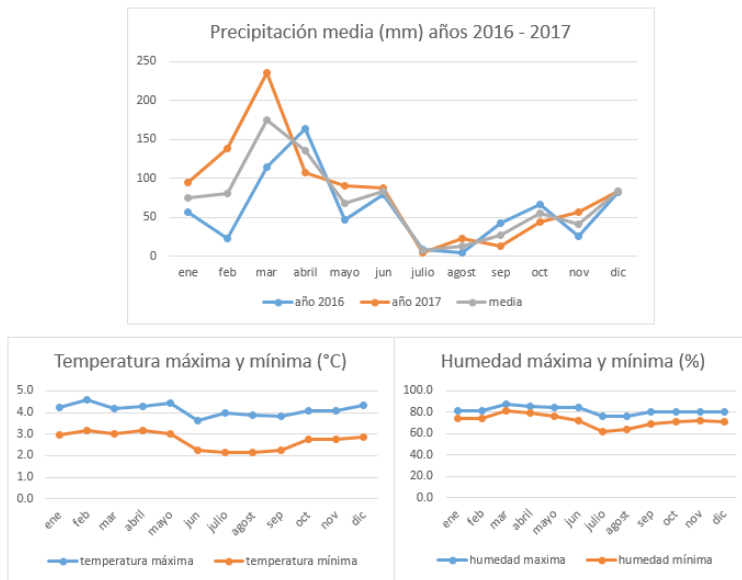 Precipitación media (mm) años 2016 - 2017
250
200
150
100
50
0
ene feb mar abril mayo jun julio agost sep oct nov dic
año 2016 año 2017 media
Temperatura máxima y mínima (°C)
5.0
4.0
3.0
2.0
1.0
0.0
ene feb mar abril mayo jun julio agost sep oct nov dic
temperatura máxima temperatura mínima
Humedad máxima y mínima (%)
100.0
80.0
60.0
40.0
20.0
0.0
ene feb mar abril mayo jun julio agost sep oct nov dic
humedad maxima humedad mínima